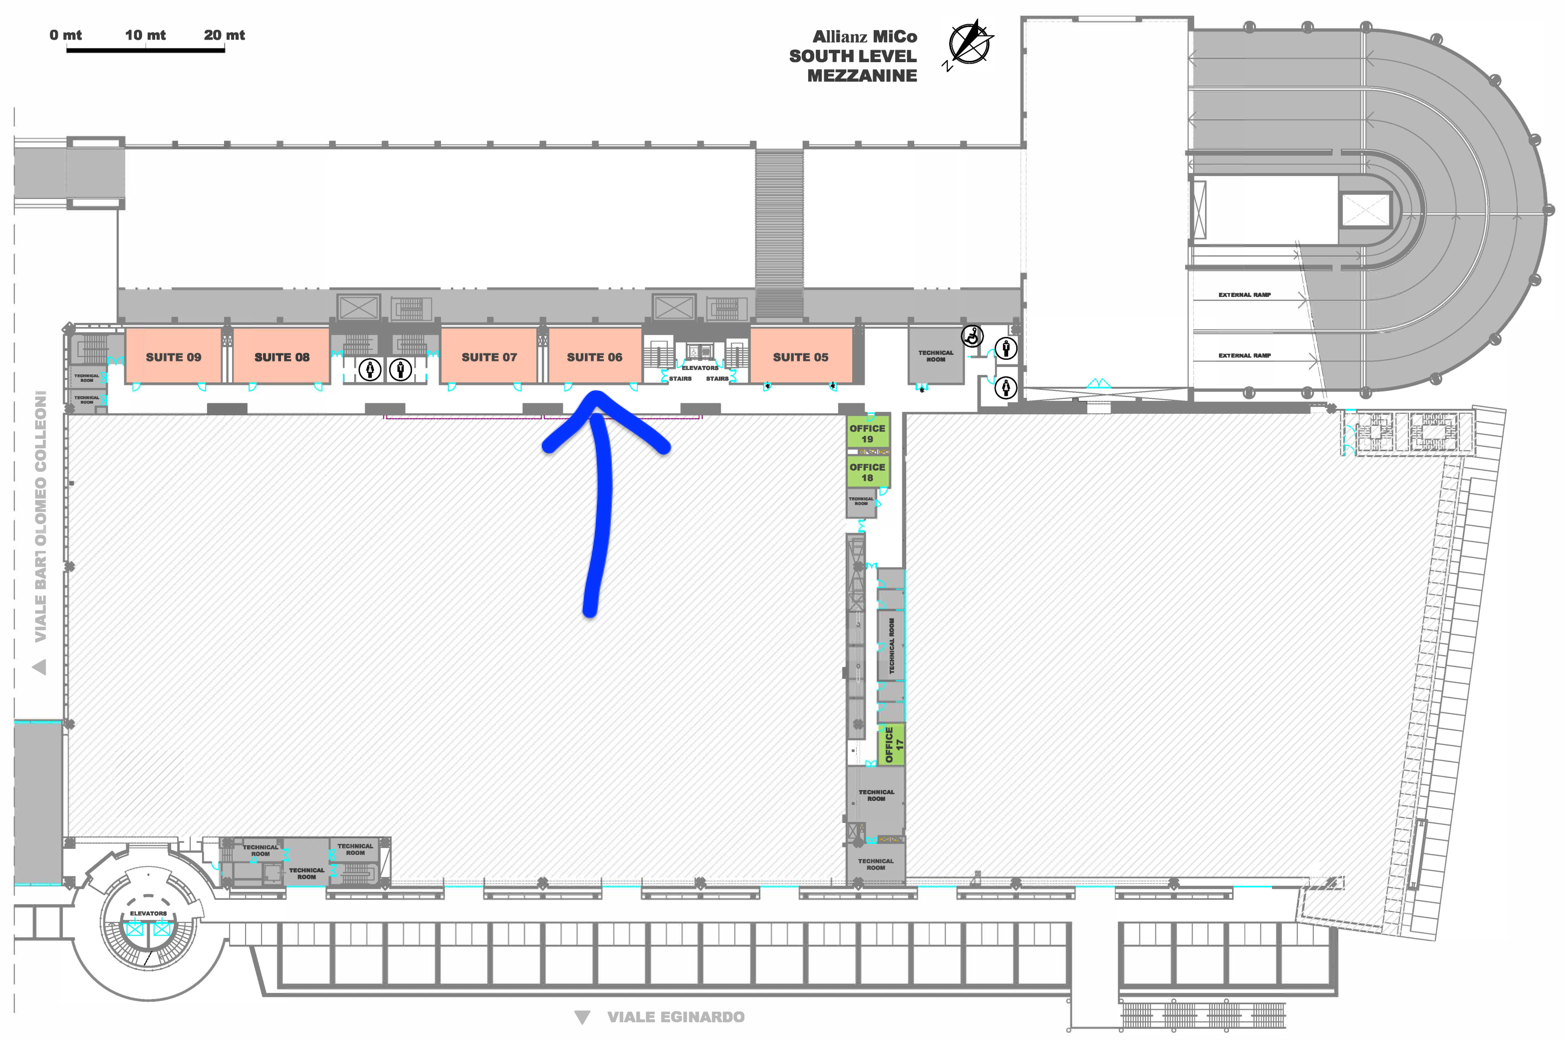 0 mt 10 mt 20 mt
Allianz MiCo
SOUTH LEVEL
MEZZANINE
N
EXTERNAL RAMP
EXTERNAL RAMP
SUITE 09
SUITE 08
SUITE 07
SUITE 06
SUITE 05
ELEVATORS
STAIRS
STAIRS
TECHNICAL
ROOM
TECHNICAL
ROOM
TECHNICAL
ROOM
OFFICE
19
OFFICE
18
TECHNICAL
ROOM
TECHNICAL ROOM
OFFICE
17
TECHNICAL
ROOM
TECHNICAL
ROOM
TECHNICAL
ROOM
TECHNICAL
ROOM
TECHNICAL
ROOM
ELEVATORS
VIALE BARTOLOMEO COLLEONI
VIALE EGINARDO